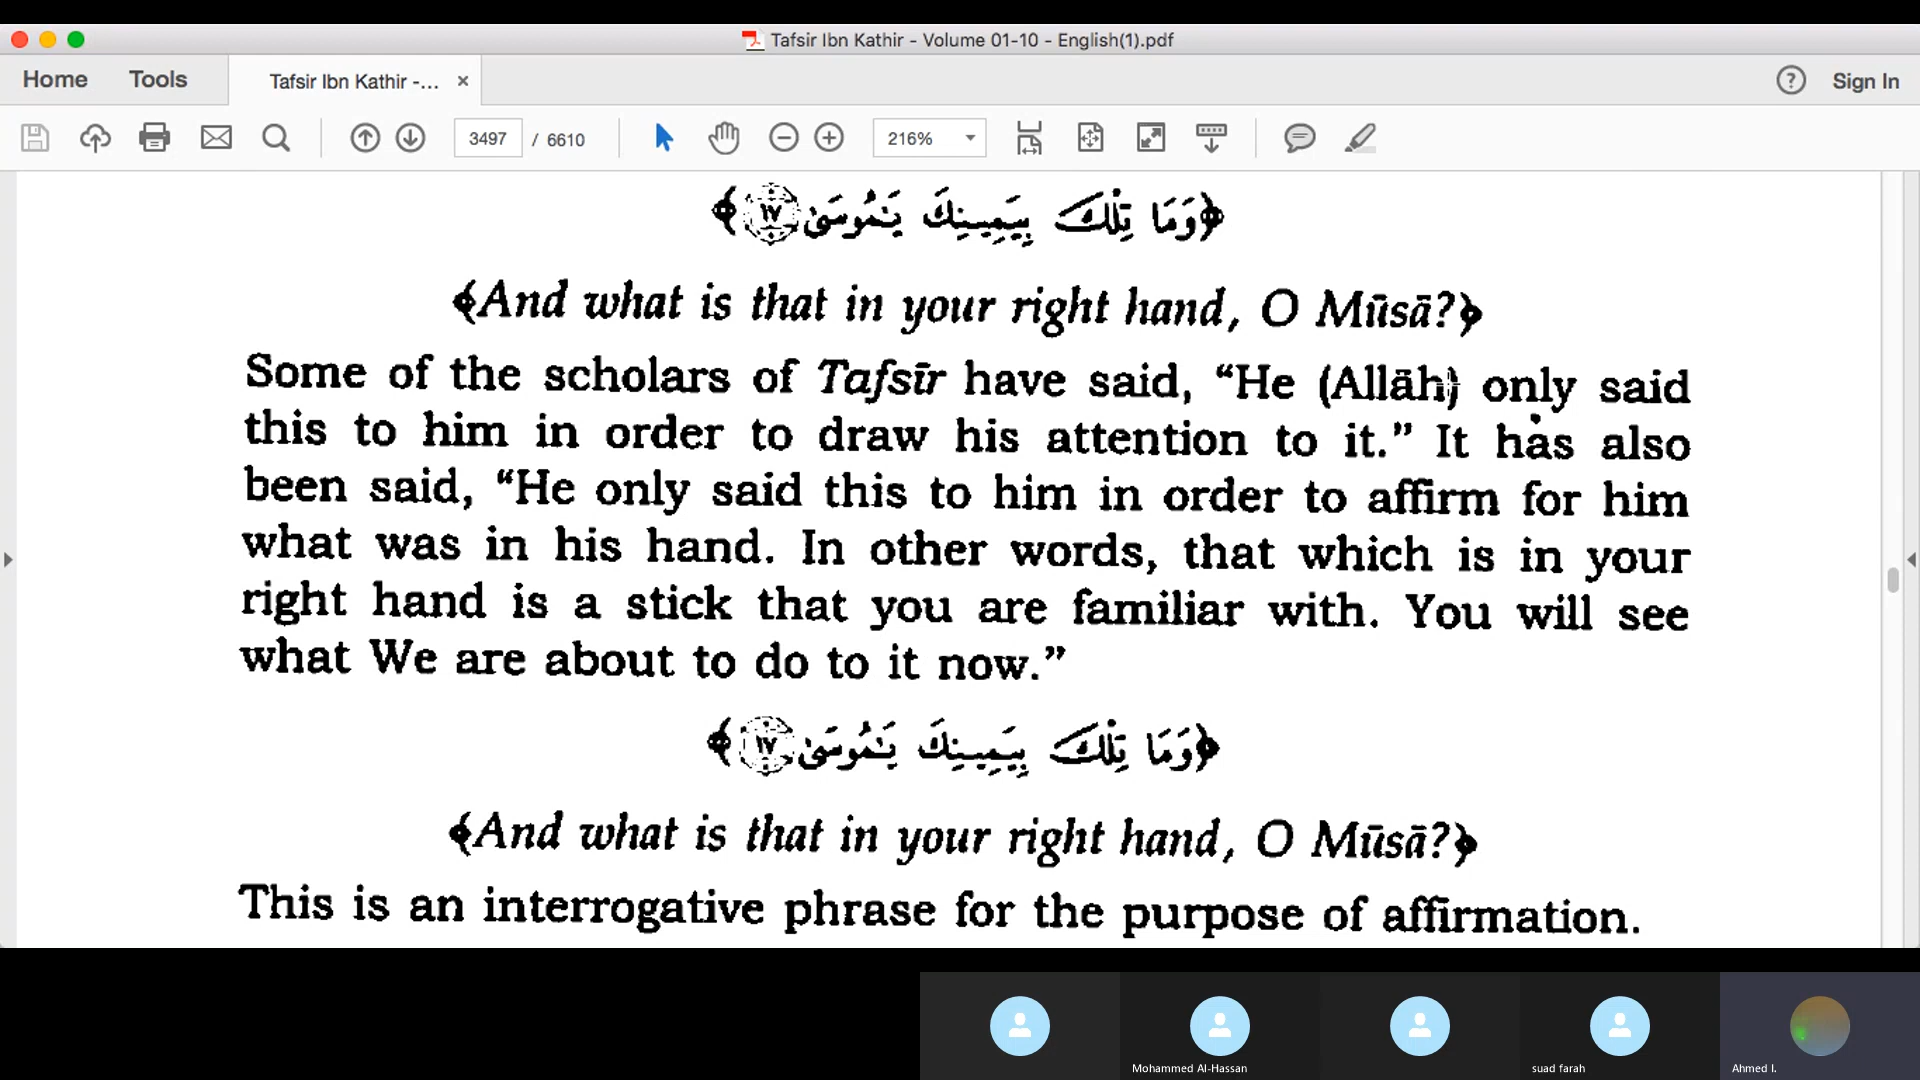 Tafsir Ibn Kathir - Volume 01-10 - English(1).pdf
Home Tools Tafsir Ibn Kathir -... × ? Sign In
3497 / 6610 216%
﴿وَمَا تِلْكَ بِيَمِينِكَ يَـٰمُوسَىٰ ١٧﴾
﴾And what is that in your right hand, O Mūsā?﴿
Some of the scholars of Tafsīr have said, “He (Allāh) only said
this to him in order to draw his attention to it.” It has also
been said, “He only said this to him in order to affirm for him
what was in his hand. In other words, that which is in your
right hand is a stick that you are familiar with. You will see
what We are about to do to it now.”
﴿وَمَا تِلْكَ بِيَمِينِكَ يَـٰمُوسَىٰ ١٧﴾
﴾And what is that in your right hand, O Mūsā?﴿
This is an interrogative phrase for the purpose of affirmation.
Mohammed Al-Hassan suad farah Ahmed I.